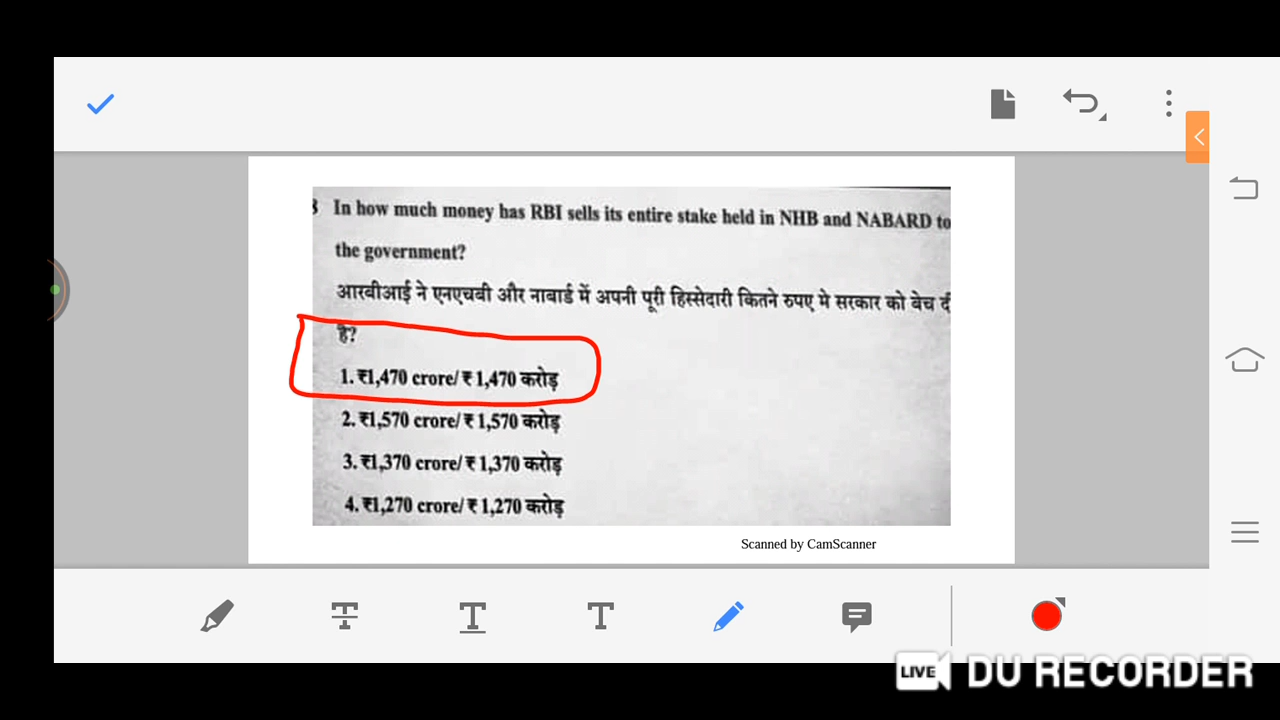 In how much money has RBI sells its entire stake held in NHB and NABARD to
the government?
आरबीआई ने एनएचबी और नाबार्ड में अपनी पूरी हिस्सेदारी कितने रुपए मे सरकार को बेच दी
है?
1. ₹1,470 crore/ ₹ 1,470 करोड़
2. ₹1,570 crore/ ₹ 1,570 करोड़
3. ₹1,370 crore/ ₹ 1,370 करोड़
4. ₹1,270 crore/ ₹ 1,270 करोड़
Scanned by CamScanner
LIVE DU RECORDER